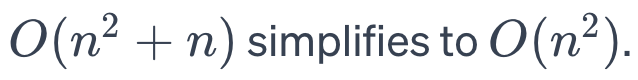 O(n² + n) simplifies to O(n²).